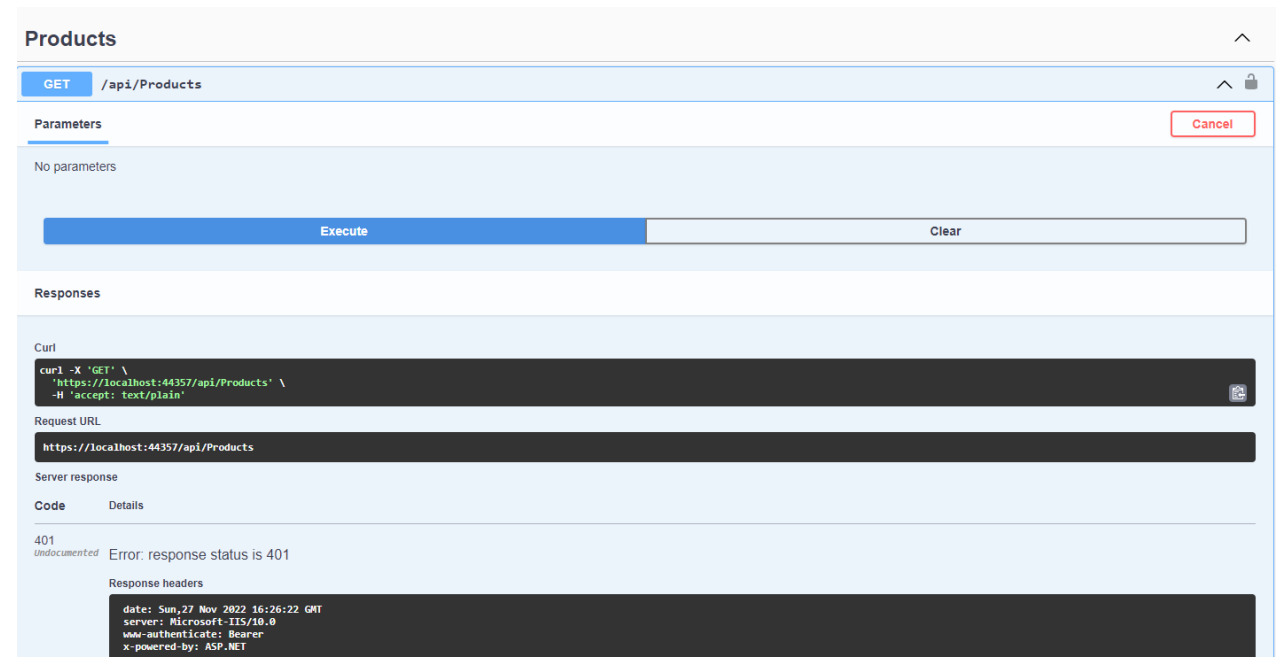 Products
GET /api/Products
Parameters
Cancel
No parameters
Execute
Clear
Responses
Curl
curl -X 'GET' \
'https://localhost:44357/api/Products' \
-H 'accept: text/plain'
Request URL
https://localhost:44357/api/Products
Server response
Code Details
401
Undocumented
Error: response status is 401
Response headers
date: Sun,27 Nov 2022 16:26:22 GMT
server: Microsoft-IIS/10.0
www-authenticate: Bearer
x-powered-by: ASP.NET